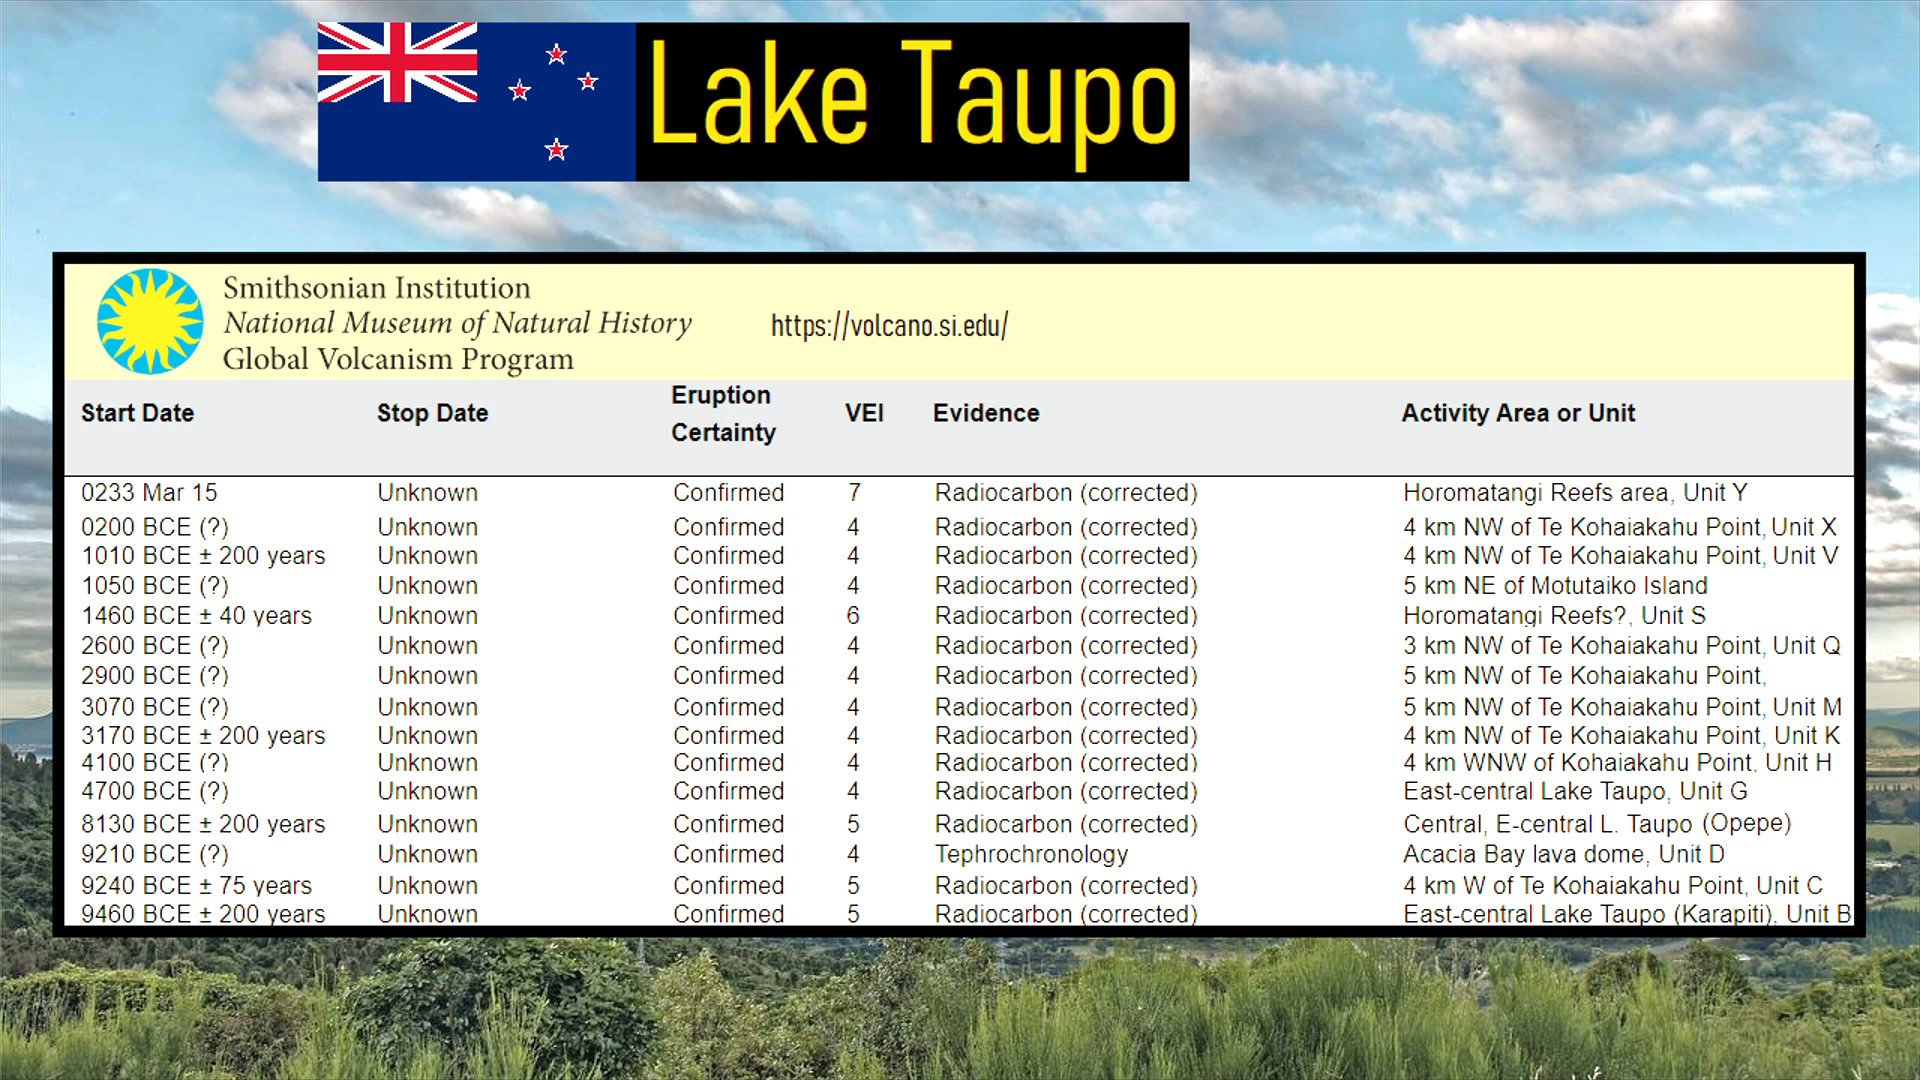 Lake Taupo
Smithsonian Institution
National Museum of Natural History
Global Volcanism Program
https://volcano.si.edu/
Start Date Stop Date Eruption Certainty VEI Evidence Activity Area or Unit
0233 Mar 15 Unknown Confirmed 7 Radiocarbon (corrected) Horomatangi Reefs area, Unit Y
0200 BCE (?) Unknown Confirmed 4 Radiocarbon (corrected) 4 km NW of Te Kohaiakahu Point, Unit X
1010 BCE ± 200 years Unknown Confirmed 4 Radiocarbon (corrected) 4 km NW of Te Kohaiakahu Point, Unit V
1050 BCE (?) Unknown Confirmed 4 Radiocarbon (corrected) 5 km NE of Motutaiko Island
1460 BCE ± 40 years Unknown Confirmed 6 Radiocarbon (corrected) Horomatangi Reefs?, Unit S
2600 BCE (?) Unknown Confirmed 4 Radiocarbon (corrected) 3 km NW of Te Kohaiakahu Point, Unit Q
2900 BCE (?) Unknown Confirmed 4 Radiocarbon (corrected) 5 km NW of Te Kohaiakahu Point,
3070 BCE (?) Unknown Confirmed 4 Radiocarbon (corrected) 5 km NW of Te Kohaiakahu Point, Unit M
3170 BCE ± 200 years Unknown Confirmed 4 Radiocarbon (corrected) 4 km NW of Te Kohaiakahu Point, Unit K
4100 BCE (?) Unknown Confirmed 4 Radiocarbon (corrected) 4 km WNW of Kohaiakahu Point, Unit H
4700 BCE (?) Unknown Confirmed 4 Radiocarbon (corrected) East-central Lake Taupo, Unit G
8130 BCE ± 200 years Unknown Confirmed 5 Radiocarbon (corrected) Central, E-central L. Taupo (Opepe)
9210 BCE (?) Unknown Confirmed 4 Tephrochronology Acacia Bay lava dome, Unit D
9240 BCE ± 75 years Unknown Confirmed 5 Radiocarbon (corrected) 4 km W of Te Kohaiakahu Point, Unit C
9460 BCE ± 200 years Unknown Confirmed 5 Radiocarbon (corrected) East-central Lake Taupo (Karapiti), Unit B